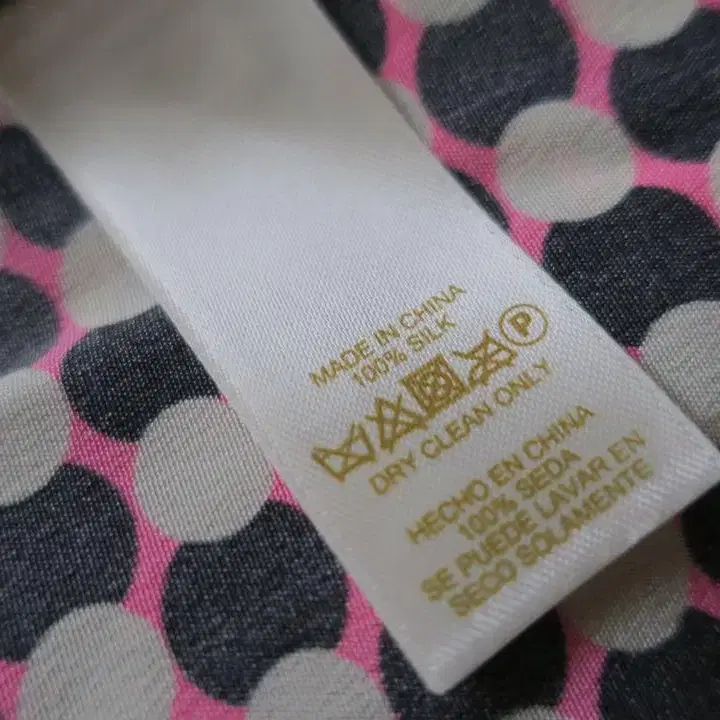 MADE IN CHINA
100% SILK
P
DRY CLEAN ONLY
HECHO EN CHINA
100% SEDA
SE PUEDE LAVAR EN
SECO SOLAMENTE